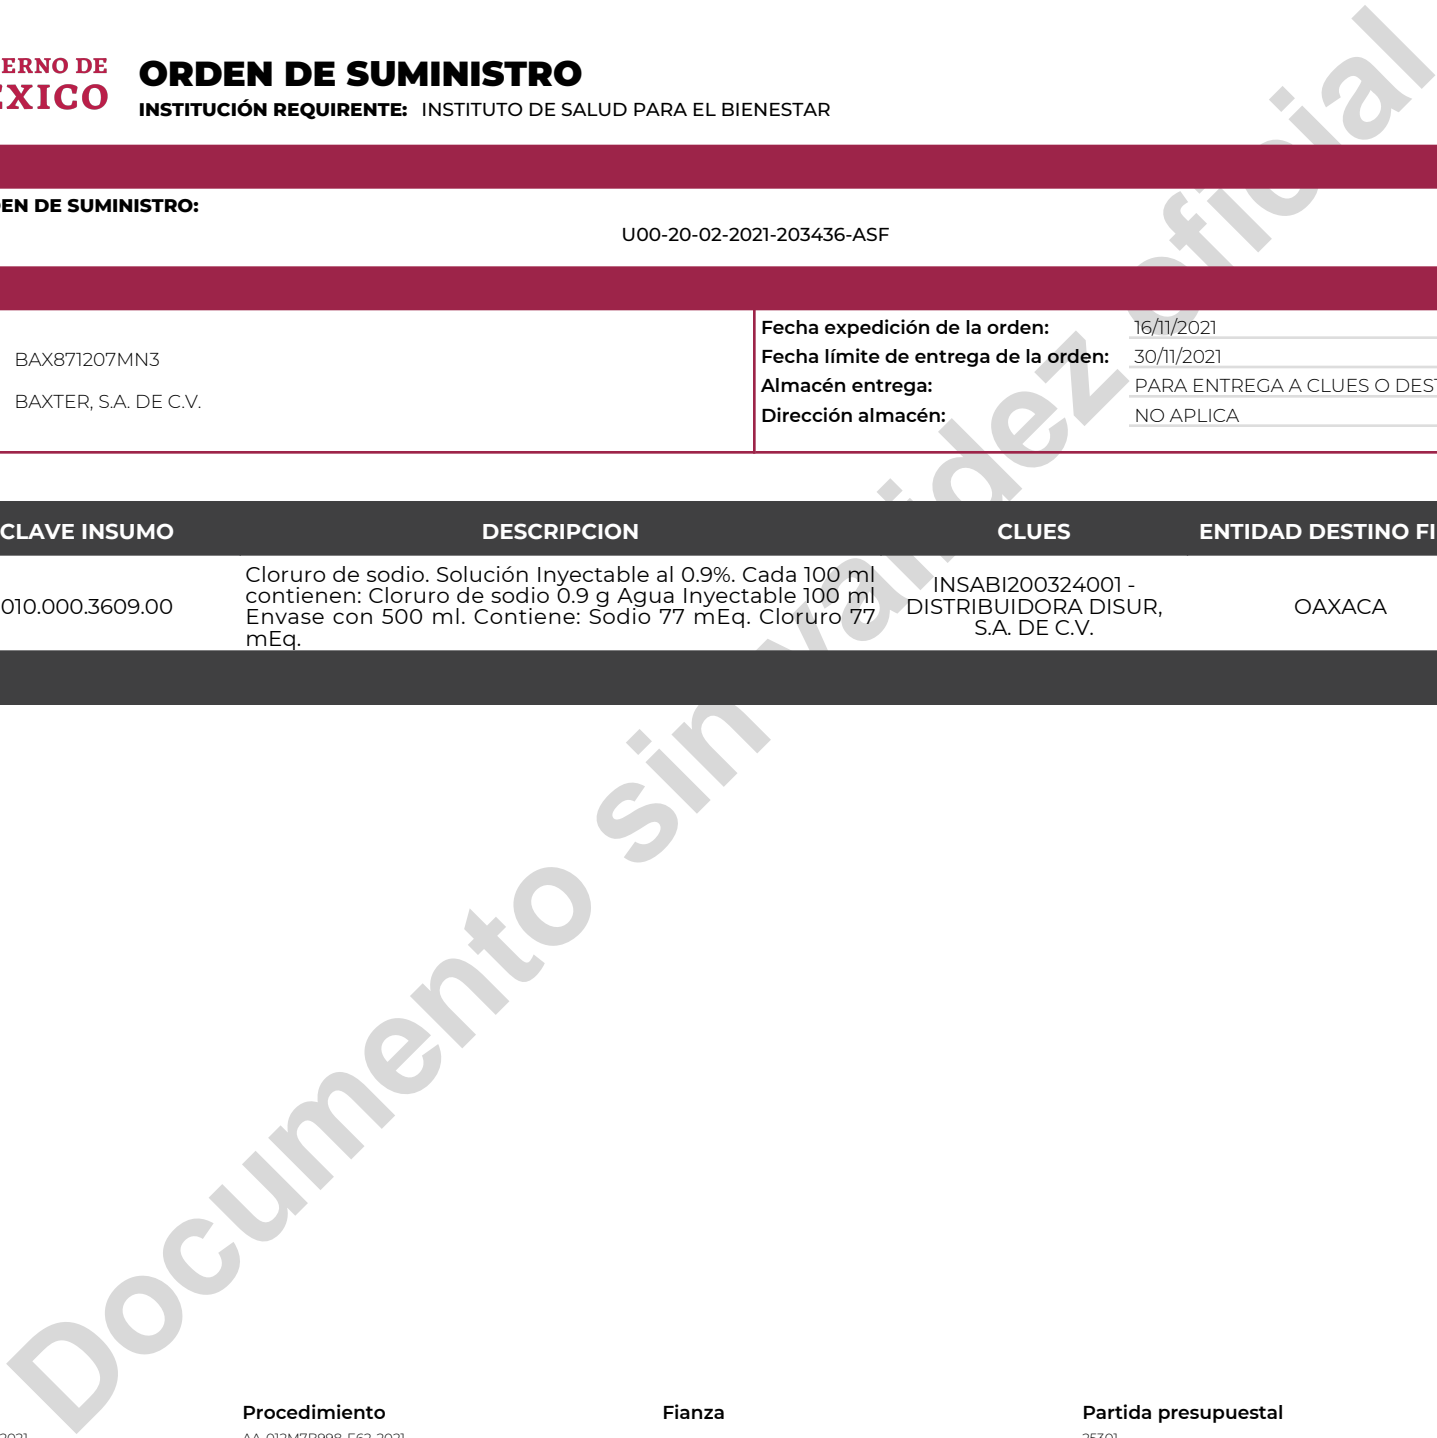 ERNO DE
EXICO
ORDEN DE SUMINISTRO
INSTITUCIÓN REQUIRENTE: INSTITUTO DE SALUD PARA EL BIENESTAR
EN DE SUMINISTRO:
U00-20-02-2021-203436-ASF
BAX871207MN3
BAXTER, S.A. DE C.V.
Fecha expedición de la orden: 16/11/2021
Fecha límite de entrega de la orden: 30/11/2021
Almacén entrega: PARA ENTREGA A CLUES O DEST
Dirección almacén: NO APLICA
CLAVE INSUMO DESCRIPCION CLUES ENTIDAD DESTINO FI
010.000.3609.00
Cloruro de sodio. Solución Inyectable al 0.9%. Cada 100 ml
contienen: Cloruro de sodio 0.9 g Agua Inyectable 100 ml
Envase con 500 ml. Contiene: Sodio 77 mEq. Cloruro 77
mEq.
INSABI200324001 -
DISTRIBUIDORA DISUR,
S.A. DE C.V.
OAXACA
Documento sin validez oficial
Procedimiento Fianza Partida presupuestal